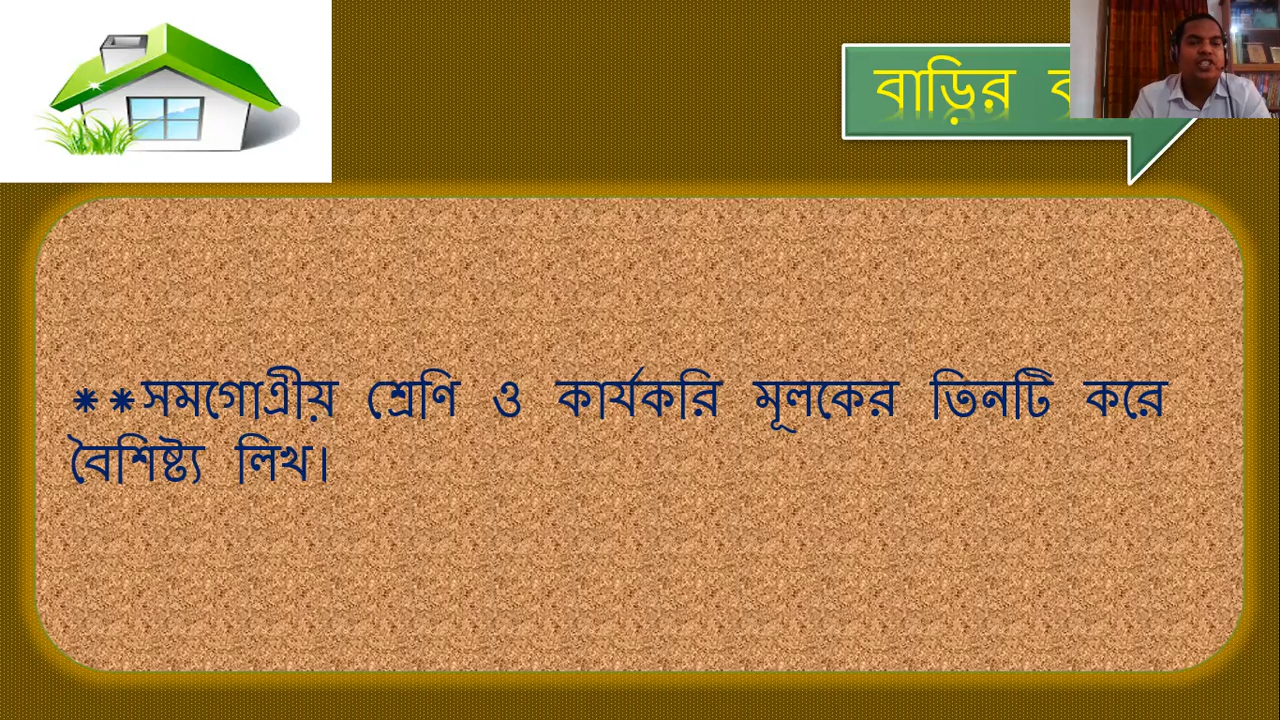 বাড়ির
**সমগোত্রীয় শ্রেণি ও কার্যকরি মূলকের তিনটি করে
বৈশিষ্ট্য লিখ।